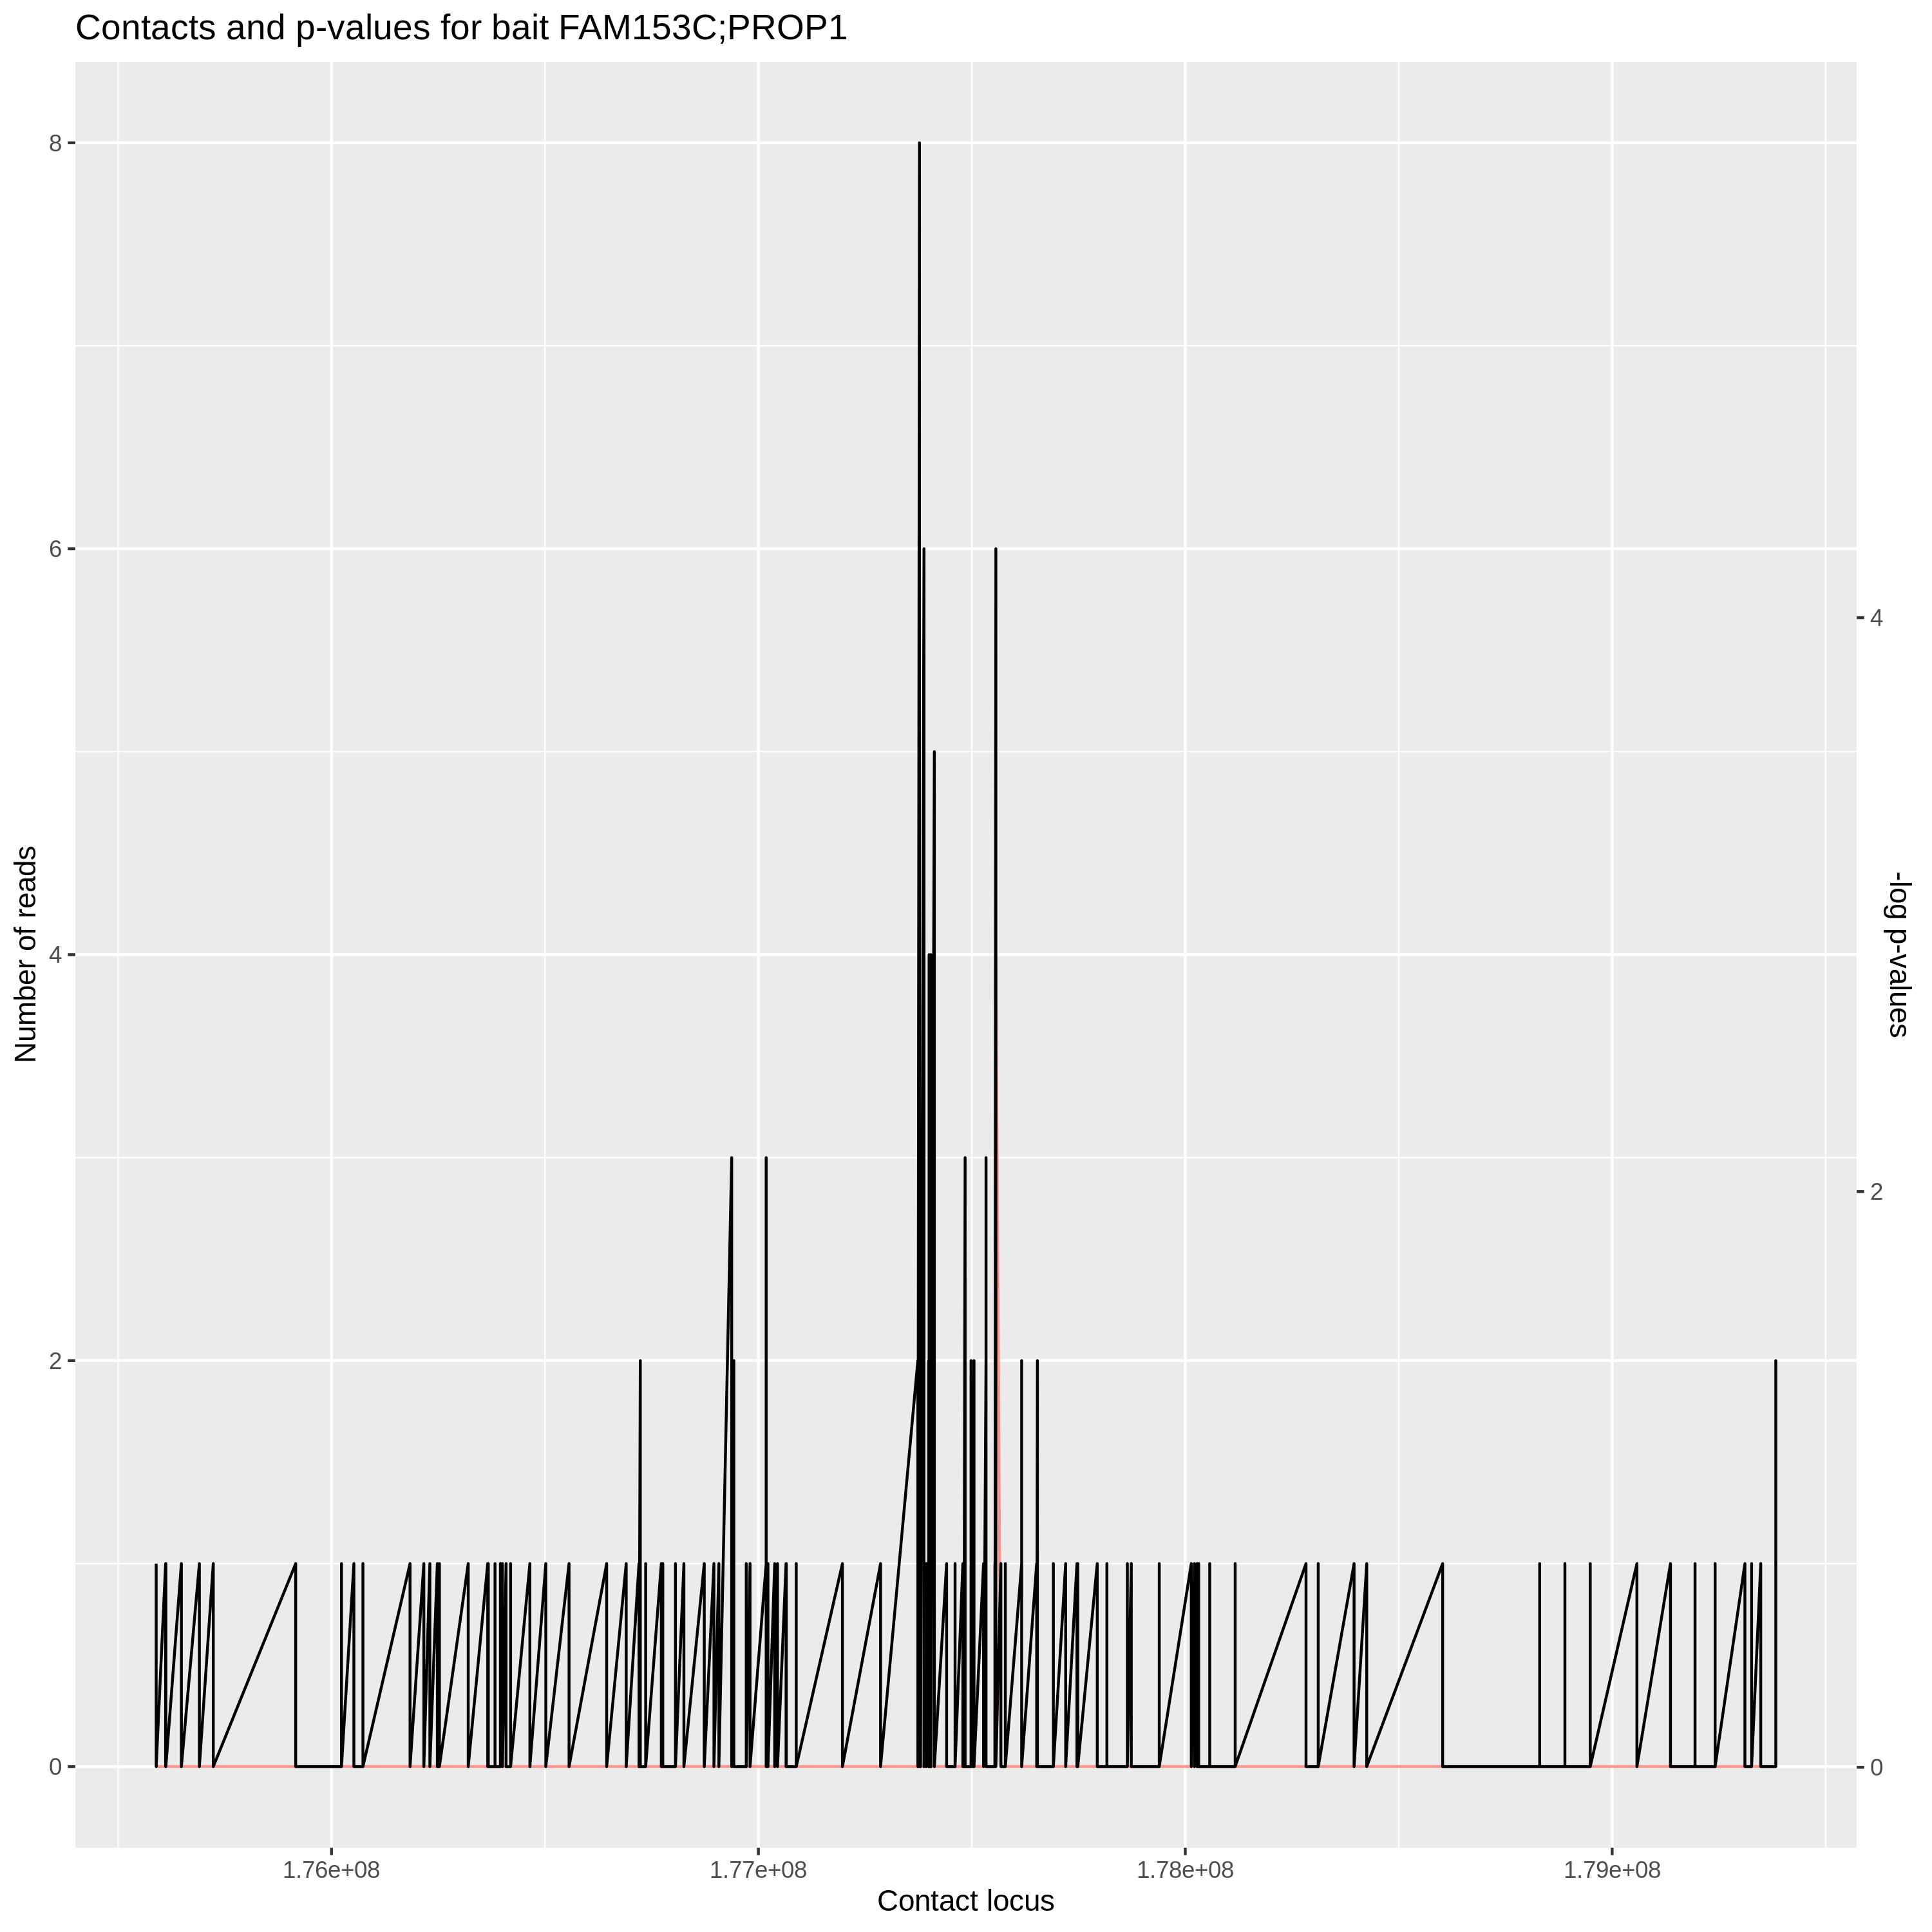 Contacts and p-values for bait FAM153C;PROP1
8
6
4
2
0
Number of reads
4
2
0
-log p-values
1.76e+08
1.77e+08
1.78e+08
1.79e+08
Contact locus